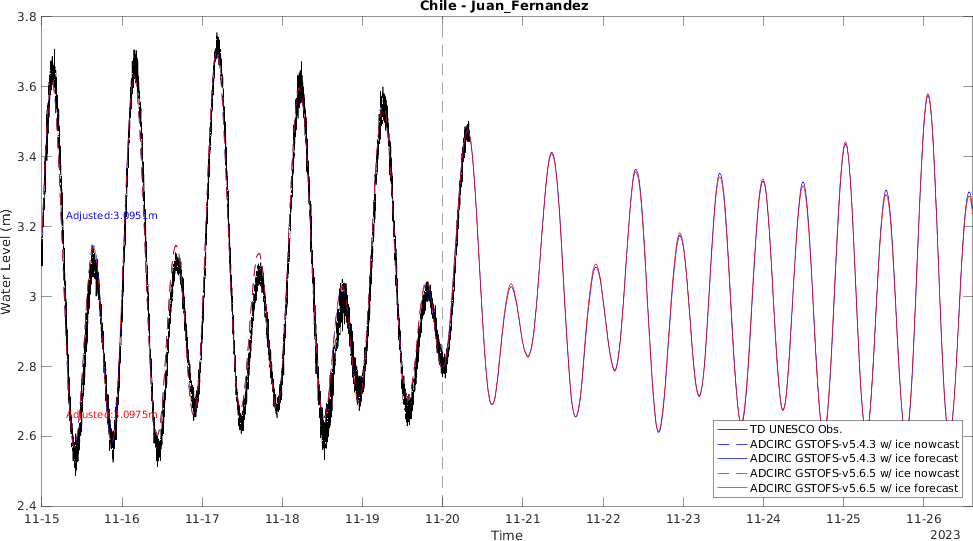 Chile - Juan_Fernandez
3.8
3.6
3.4
3.2
3
2.8
2.6
2.4
Water Level (m)
Adjusted:3.0951m
Adjusted:3.0975m
TD UNESCO Obs.
ADCIRC GSTOFS-v5.4.3 w/ ice nowcast
ADCIRC GSTOFS-v5.4.3 w/ ice forecast
ADCIRC GSTOFS-v5.6.5 w/ ice nowcast
ADCIRC GSTOFS-v5.6.5 w/ ice forecast
11-15 11-16 11-17 11-18 11-19 11-20 11-21 11-22 11-23 11-24 11-25 11-26
2023
Time